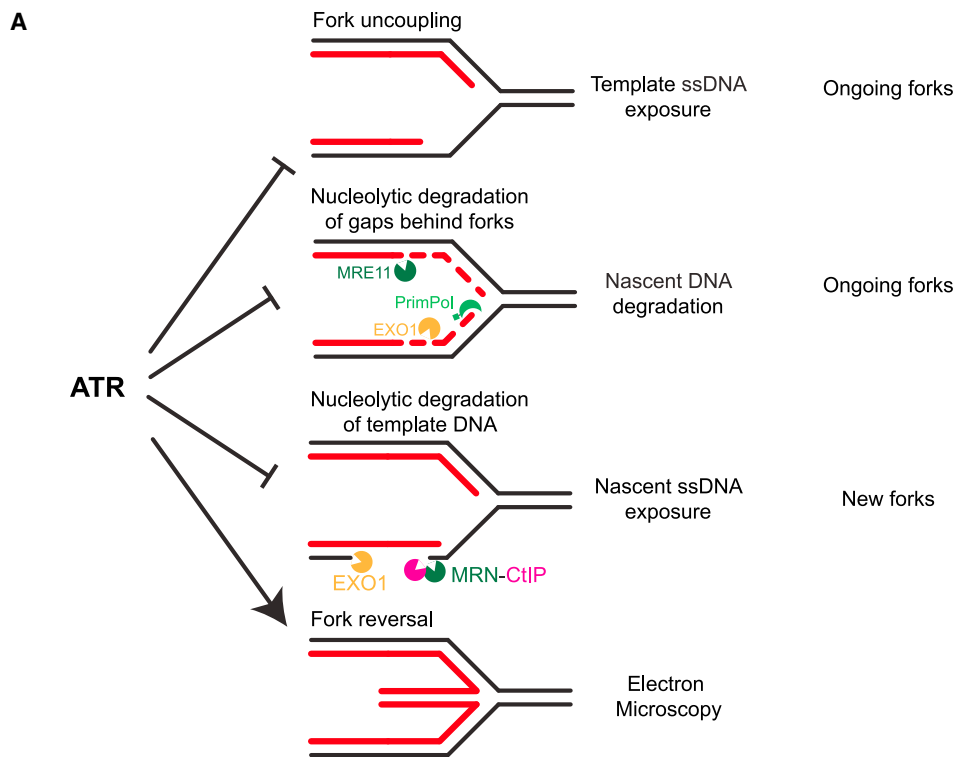 A
Fork uncoupling
Template ssDNA
exposure
Ongoing forks
Nucleolytic degradation
of gaps behind forks
MRE11
PrimPol
EXO1
Nascent DNA
degradation
Ongoing forks
ATR
Nucleolytic degradation
of template DNA
Nascent ssDNA
exposure
New forks
EXO1
MRN-CtIP
Fork reversal
Electron
Microscopy